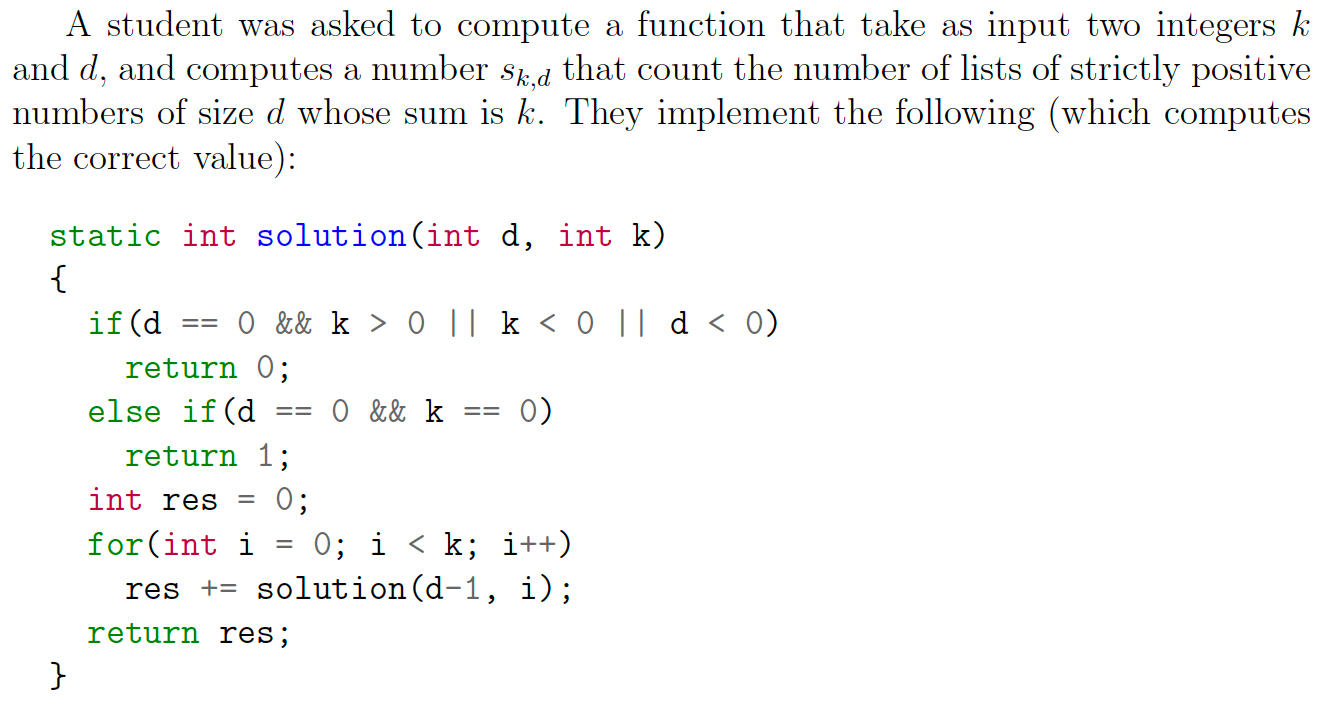 A student was asked to compute a function that take as input two integers k
and d, and computes a number s_{k,d} that count the number of lists of strictly positive
numbers of size d whose sum is k. They implement the following (which computes
the correct value):
static int solution(int d, int k)
{
  if(d == 0 && k > 0 || k < 0 || d < 0)
    return 0;
  else if(d == 0 && k == 0)
    return 1;
  int res = 0;
  for(int i = 0; i < k; i++)
    res += solution(d-1, i);
  return res;
}